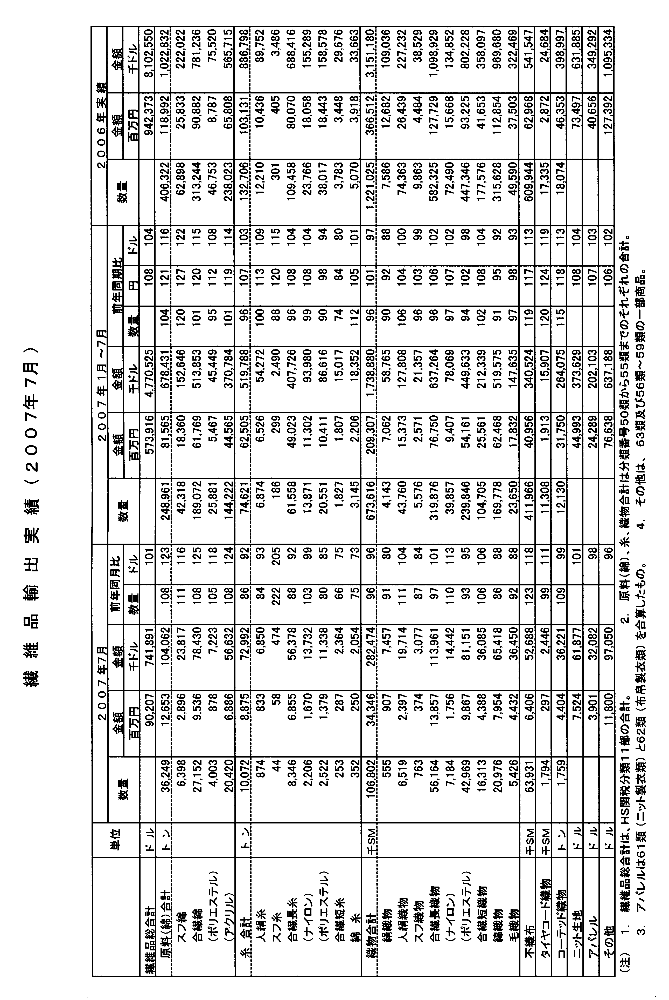 繊維品輸出実績（２００７年７月）
単位 ２００７年7月 ２００７年１月～7月 ２００６年実績
数量 金額 金額 前年同月比 数量 金額 金額 前年同期比 数量 金額 金額
百万円 千ドル 数量 ドル 百万円 千ドル 数量 円 ドル 百万円 千ドル
繊維品総合計 ドル 90,207 741,891 101 573,916 4,770,525 108 104 942,373 8,102,550
原料(綿)合計 トン 36,249 12,653 104,062 108 123 248,961 81,565 678,431 104 121 116 406,322 118,992 1,022,832
スフ綿 6,398 2,896 23,817 111 116 42,318 18,360 152,646 120 127 122 62,898 25,833 222,022
合繊綿 27,152 9,536 78,430 108 125 189,072 61,769 513,853 101 120 115 313,244 90,882 781,236
(ポリエステル) 4,003 878 7,223 105 118 25,881 5,467 45,449 95 112 108 46,753 8,787 75,520
(アクリル) 20,420 6,886 56,632 108 124 144,222 44,565 370,784 101 119 114 238,023 65,808 565,715
糸 合計 トン 10,072 8,875 72,992 86 92 74,621 62,505 519,788 96 107 103 132,706 103,131 886,798
人絹糸 874 833 6,850 84 93 6,874 6,526 54,272 100 113 109 12,210 10,436 89,752
スフ糸 44 58 474 222 205 186 299 2,490 88 120 115 301 405 3,486
合繊長糸 8,346 6,855 56,378 88 92 61,558 49,023 407,726 96 108 104 109,458 80,070 688,416
(ナイロン) 2,206 1,670 13,732 103 99 13,871 11,302 93,980 99 108 104 23,766 18,058 155,289
(ポリエステル) 2,522 1,379 11,338 80 85 20,551 10,411 86,616 90 98 94 38,017 18,443 158,578
合繊短糸 253 287 2,364 66 75 1,827 1,807 15,017 74 84 80 3,783 3,448 29,676
綿 糸 352 250 2,054 75 73 3,145 2,206 18,352 112 105 101 5,070 3,918 33,663
織物合計 千SM 106,802 34,346 282,474 96 96 673,616 209,307 1,738,880 96 101 97 1,221,025 366,512 3,151,180
絹織物 555 907 7,457 91 80 4,143 7,062 58,765 90 92 88 7,586 12,682 109,036
人絹織物 6,519 2,397 19,714 111 104 43,760 15,373 127,808 106 104 100 74,363 26,439 227,232
スフ織物 763 374 3,077 87 84 5,576 2,571 21,357 96 103 99 9,863 4,484 38,529
合繊長織物 56,164 13,857 113,961 97 101 319,876 76,750 637,264 96 106 102 582,325 127,729 1,098,929
(ナイロン) 7,184 1,756 14,442 110 113 39,857 9,407 78,069 97 107 102 72,490 15,668 134,852
(ポリエステル) 42,969 9,867 81,151 93 95 239,846 54,161 449,633 94 102 98 447,346 93,225 802,228
合繊短織物 16,313 4,388 36,085 106 106 104,705 25,561 212,339 102 108 104 177,576 41,653 358,097
綿織物 20,976 7,954 65,418 86 88 169,778 62,468 519,575 91 95 92 315,628 112,854 969,680
毛織物 5,426 4,432 36,450 92 88 23,650 17,832 147,635 97 98 93 49,590 37,503 322,469
不織布 千SM 63,931 6,406 52,688 123 118 411,966 40,956 340,524 119 117 113 609,944 62,968 541,547
タイヤコード織物 千SM 1,794 297 2,446 99 111 11,308 1,913 15,907 120 124 119 17,335 2,872 24,684
コーテッド織物 トン 1,759 4,404 36,221 109 99 12,130 31,750 264,075 115 118 113 18,074 46,353 398,997
ニット生地 ドル 7,524 61,877 101 44,993 373,629 108 104 73,497 631,885
アパレル ドル 3,901 32,082 98 24,289 202,103 107 103 40,656 349,292
その他 ドル 11,800 97,050 96 76,638 637,188 106 102 127,392 1,095,334
(注) 1. 繊維品総合計は、HS関税分類１１部の合計。 2. 原料(綿)、糸、織物合計は分類番号５０類から５５類までのそれぞれの合計。
3. アパレルは61類(ニット製衣類)と62類(布帛製衣類)を合算したもの。 4. その他は、63類及び56類～59類の一部商品。